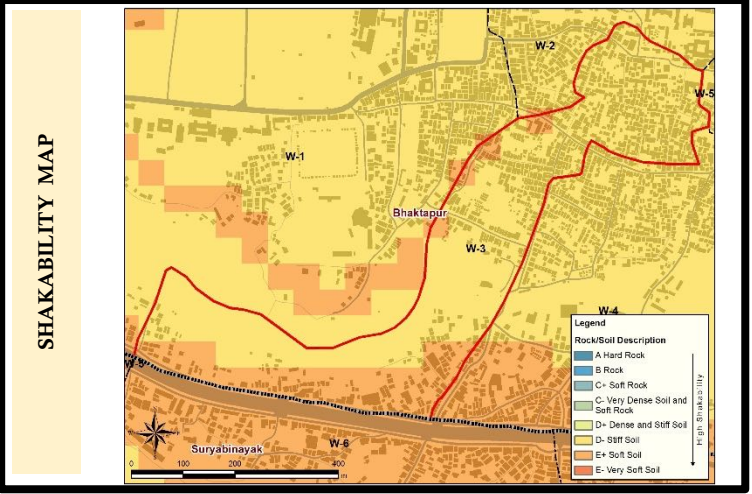 SHAKABILITY MAP
W-2
W-5
W-1
Bhaktapur
W-3
W-4
Legend
Rock/Soil Description
A Hard Rock
B Rock
C+ Soft Rock
C- Very Dense Soil and
Soft Rock
D+ Dense and Stiff Soil
D- Stiff Soil
E+ Soft Soil
E- Very Soft Soil
High Shakability
Suryabinayak
W-6
0 100 200 400
m